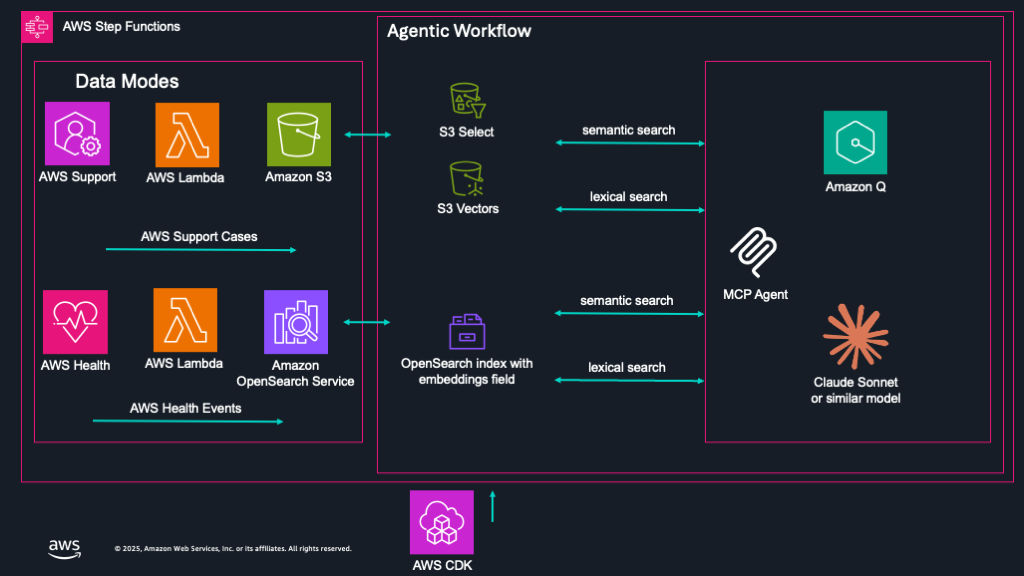 AWS Step Functions
Agentic Workflow
Data Modes
AWS Support
AWS Lambda
Amazon S3
AWS Support Cases
AWS Health
AWS Lambda
Amazon
OpenSearch Service
AWS Health Events
S3 Select
S3 Vectors
OpenSearch index with
embeddings field
semantic search
lexical search
semantic search
lexical search
Amazon Q
MCP Agent
Claude Sonnet
or similar model
AWS CDK
aws
© 2025, Amazon Web Services, Inc. or its affiliates. All rights reserved.